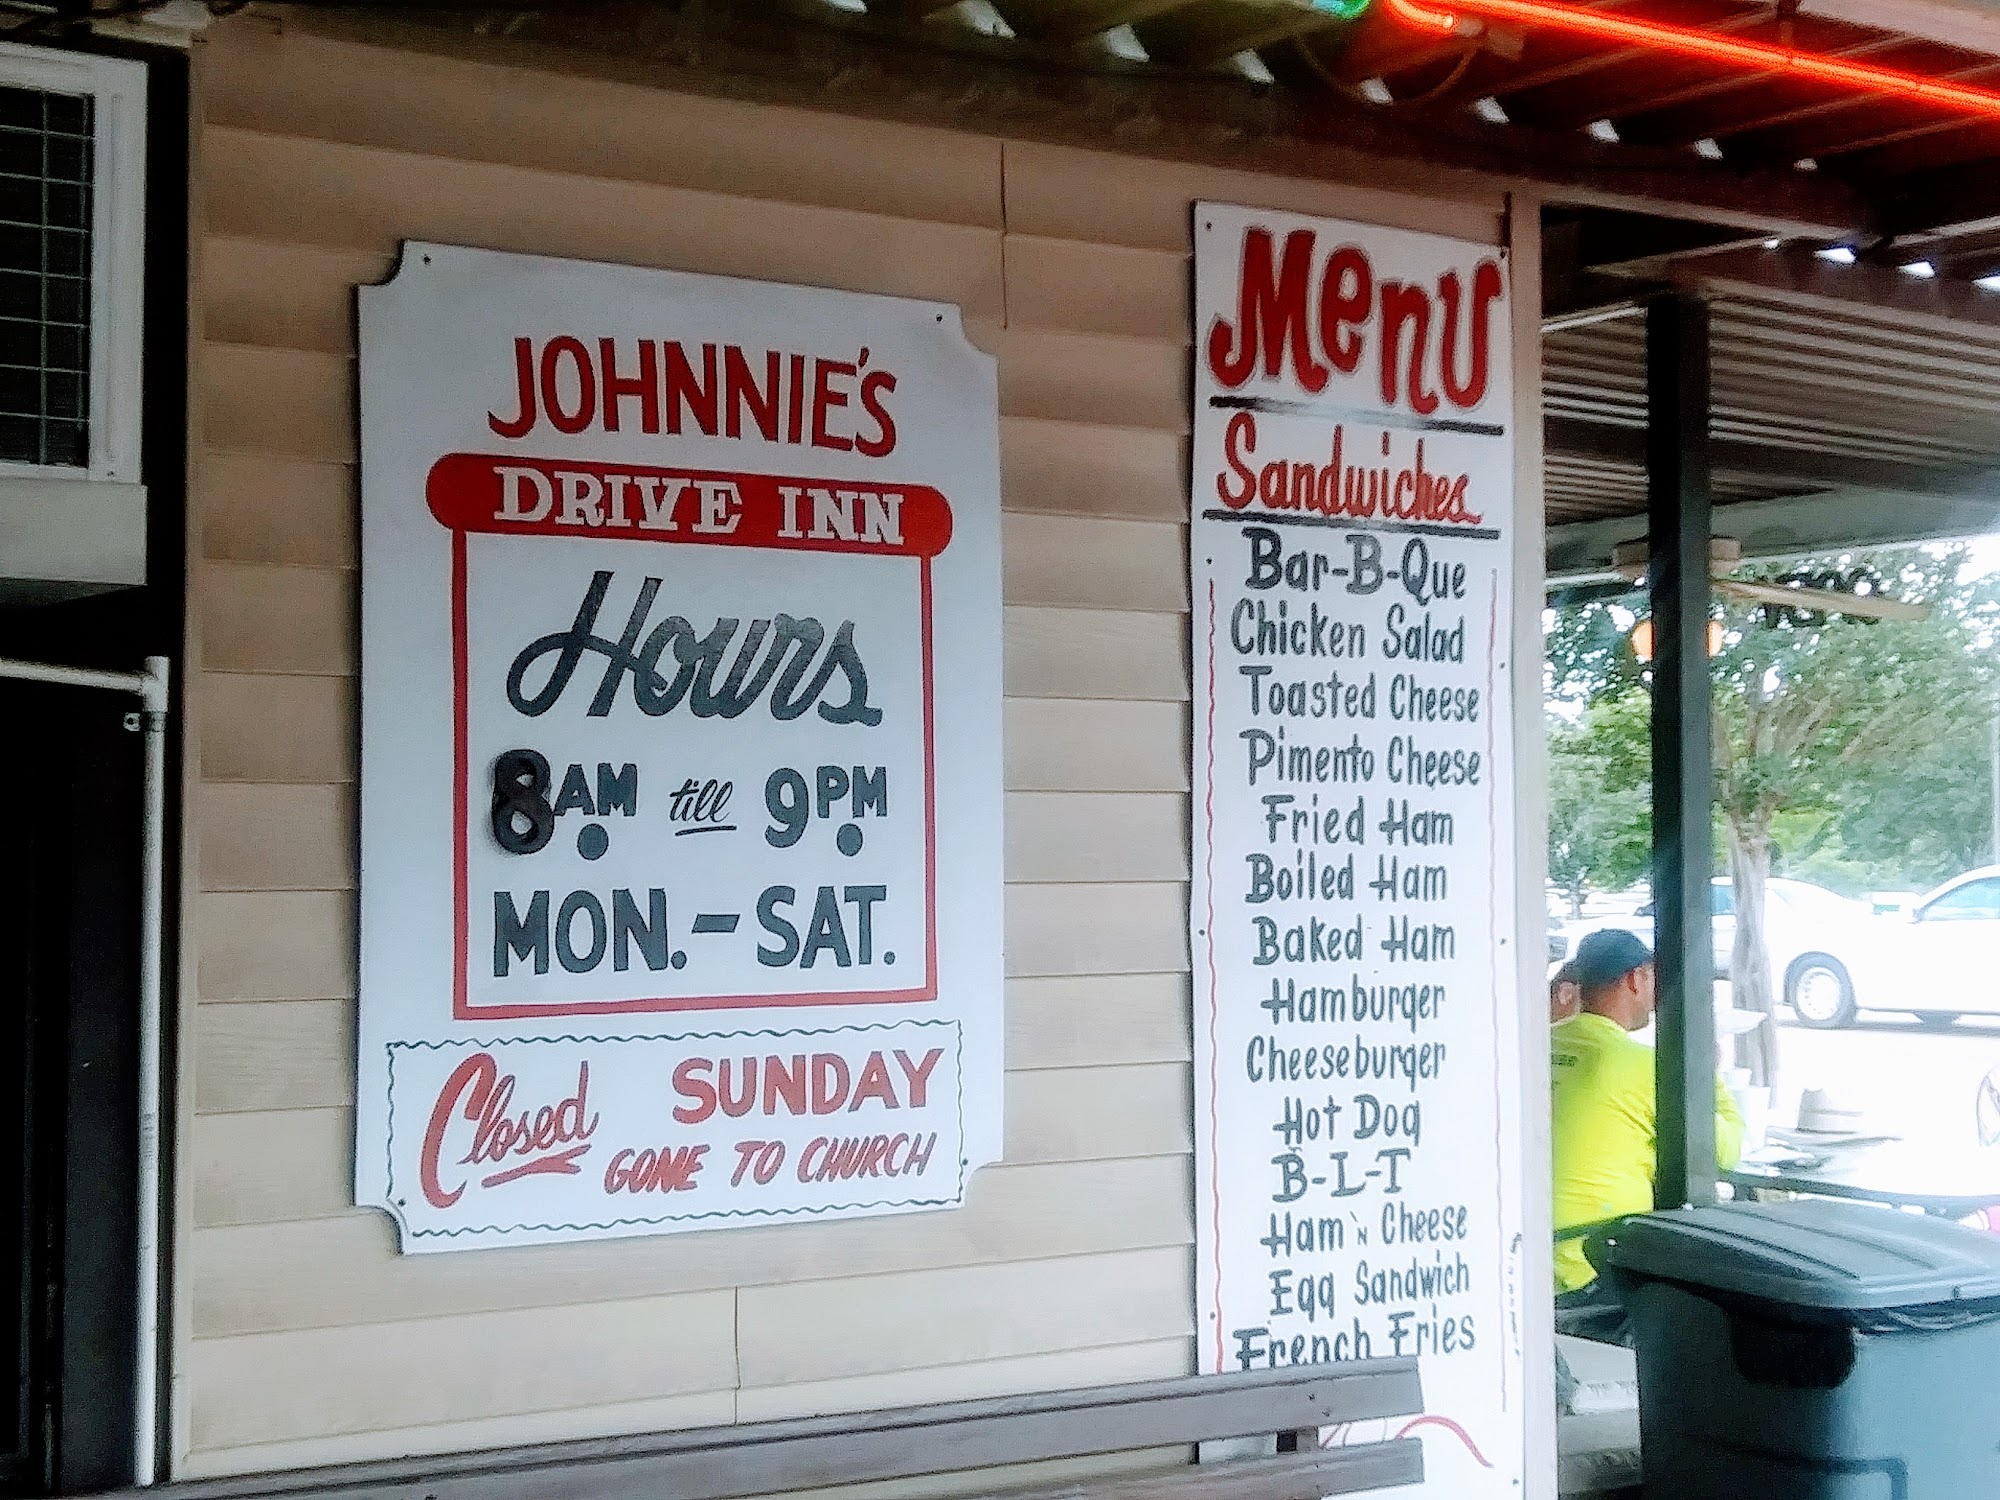 JOHNNIE'S
DRIVE INN
Hours
8AM till 9PM
MON.-SAT.
Closed SUNDAY
GONE TO CHURCH
Menu
Sandwiches
Bar-B-Que
Chicken Salad
Toasted Cheese
Pimento Cheese
Fried Ham
Boiled Ham
Baked Ham
Hamburger
Cheeseburger
Hot Dog
B-L-T
Ham 'N Cheese
Egg Sandwich
French Fries